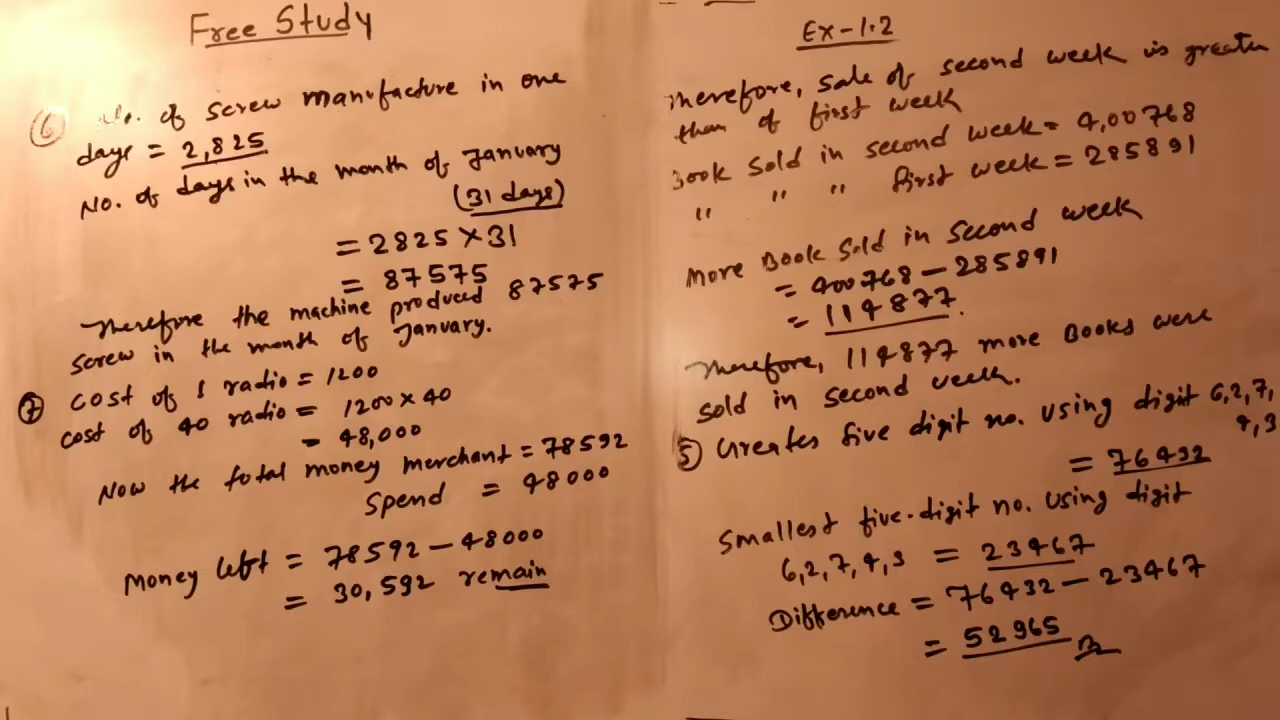 Free Study
⑥ No. of screw manufacture in one
days = 2,825
No. of days in the month of January
(31 days)
= 2825 × 31
= 87575
Therefore the machine produced 87575
screw in the month of January.
⑦ cost of 1 radio = 1200
cost of 40 radio = 1200 × 40
= 48,000
Now the total money merchant = 78592
Spend = 48000
Money left = 78592 – 48000
= 30,592 remain
Ex – 1.2
Therefore, sale of second week is greater
than of first week
Book sold in second week = 4,00768
" " " first week = 285891
More Book Sold in second week
= 400768 – 285891
= 114877.
Therefore, 114877 more Books were
sold in second week.
⑤ Greates five digit no. using digit 6,2,7,
4,3
= 76432
Smallest five-digit no. using digit
6,2,7,4,3 = 23467
Difference = 76432 – 23467
= 52965